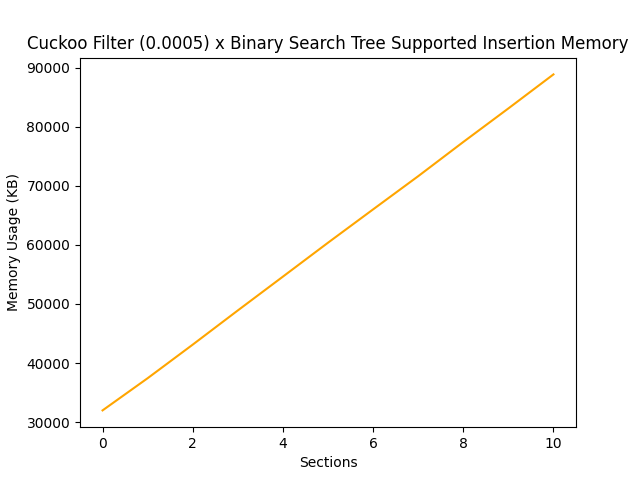 Cuckoo Filter (0.0005) x Binary Search Tree Supported Insertion Memory
90000
80000
70000
60000
50000
40000
30000
Memory Usage (KB)
0 2 4 6 8 10
Sections